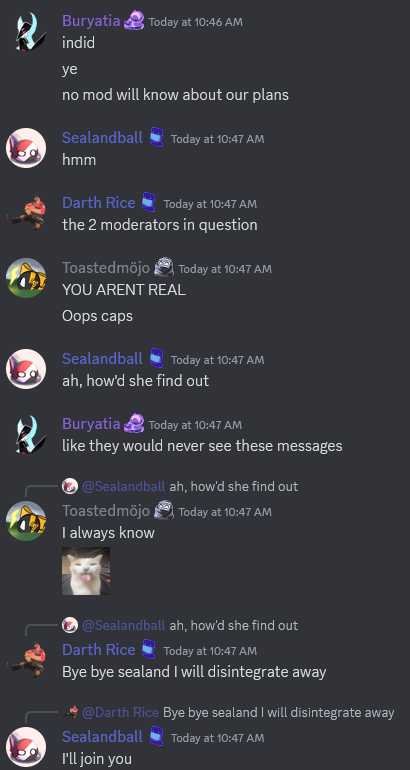 Buryatia Today at 10:46 AM
indid
ye
no mod will know about our plans
Sealandball Today at 10:47 AM
hmm
Darth Rice Today at 10:47 AM
the 2 moderators in question
Toastedmöjo Today at 10:47 AM
YOU ARENT REAL
Oops caps
Sealandball Today at 10:47 AM
ah, how'd she find out
Buryatia Today at 10:47 AM
like they would never see these messages
@Sealandball ah, how'd she find out
Toastedmöjo Today at 10:47 AM
I always know
@Sealandball ah, how'd she find out
Darth Rice Today at 10:47 AM
Bye bye sealand I will disintegrate away
@Darth Rice Bye bye sealand I will disintegrate away
Sealandball Today at 10:47 AM
I'll join you